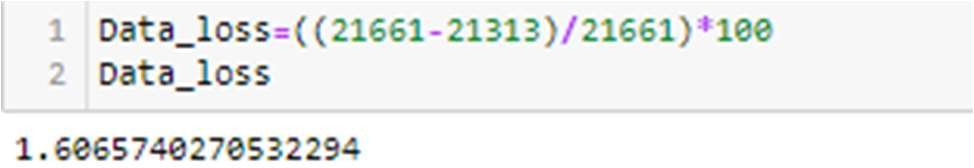 1 Data_loss=((21661-21313)/21661)*100
2 Data_loss
1.6065740270532294